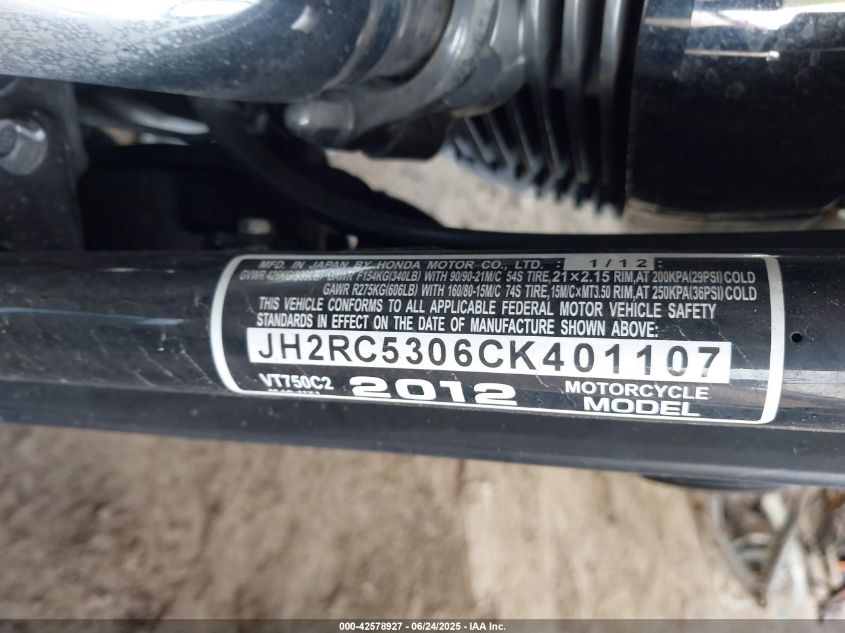 MFD. IN JAPAN BY HONDA MOTOR CO., LTD. 1/12
GVWR GAWR F154KG(340LB) WITH 90/90-21M/C 54S TIRE,21×2.15 RIM,AT 200KPA(29PSI)COLD
GAWR R275KG(606LB) WITH 160/80-15M/C 74S TIRE,15M/C×MT3.50 RIM,AT 250KPA(36PSI)COLD
THIS VEHICLE CONFORMS TO ALL APPLICABLE FEDERAL MOTOR VEHICLE SAFETY
STANDARDS IN EFFECT ON THE DATE OF MANUFACTURE SHOWN ABOVE:
JH2RC5306CK401107
VT750C2 2012 MOTORCYCLE
MODEL
000-42578927 - 06/24/2025 - IAA Inc.